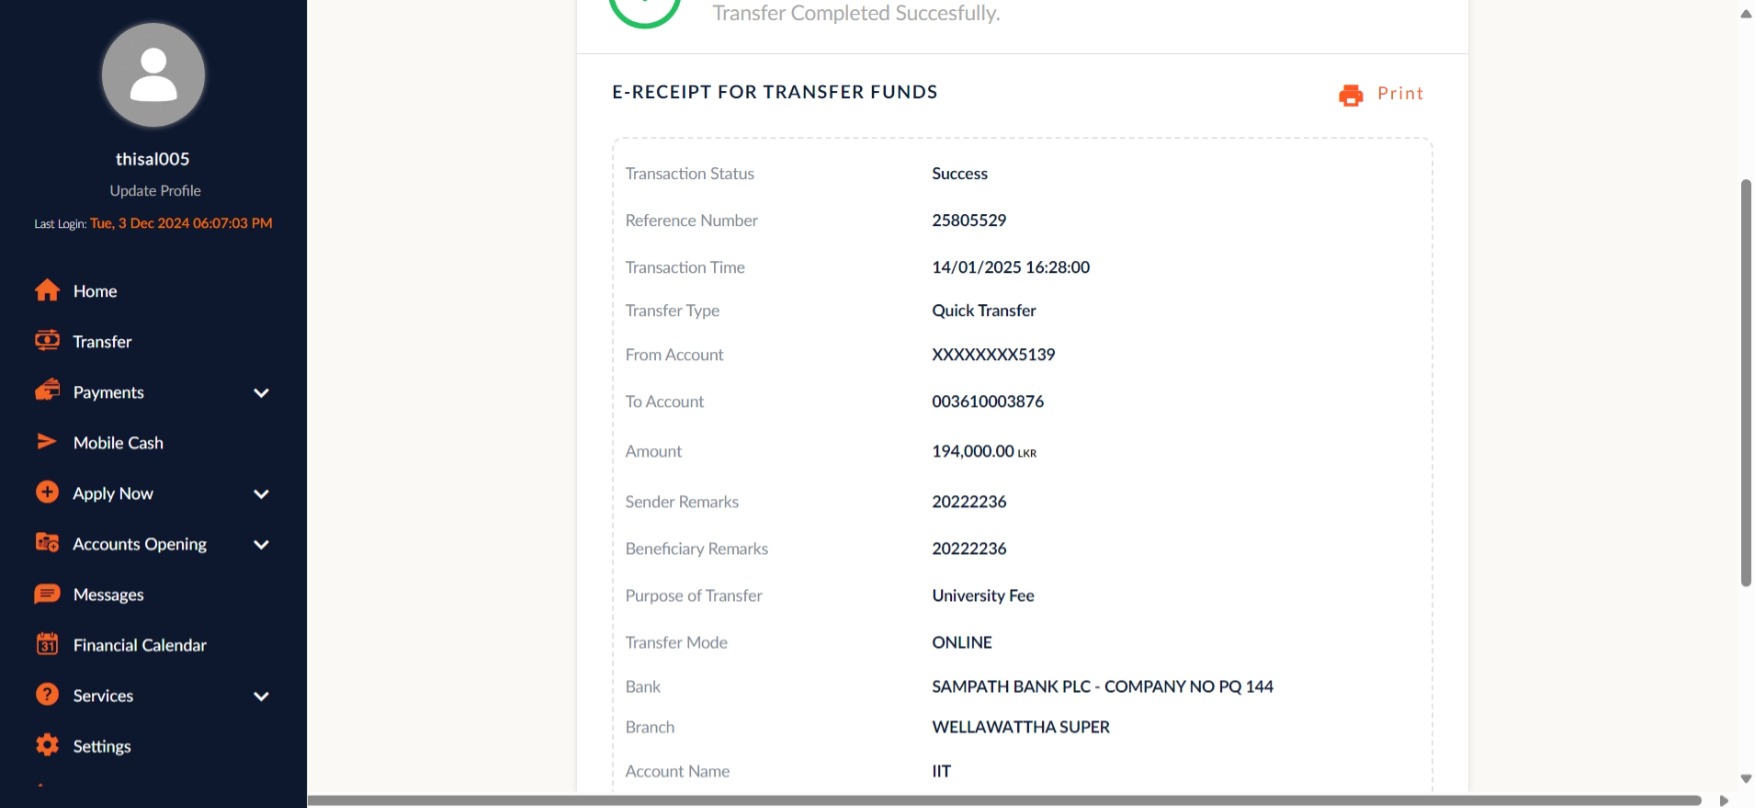 thisal005
Update Profile
Last Login: Tue, 3 Dec 2024 06:07:03 PM
Home
Transfer
Payments
Mobile Cash
Apply Now
Accounts Opening
Messages
31
Financial Calendar
?
Services
Settings
Transfer Completed Succesfully.
E-RECEIPT FOR TRANSFER FUNDS
Print
Transaction Status Success
Reference Number 25805529
Transaction Time 14/01/2025 16:28:00
Transfer Type Quick Transfer
From Account XXXXXXXX5139
To Account 003610003876
Amount 194,000.00 LKR
Sender Remarks 20222236
Beneficiary Remarks 20222236
Purpose of Transfer University Fee
Transfer Mode ONLINE
Bank SAMPATH BANK PLC - COMPANY NO PQ 144
Branch WELLAWATTHA SUPER
Account Name IIT